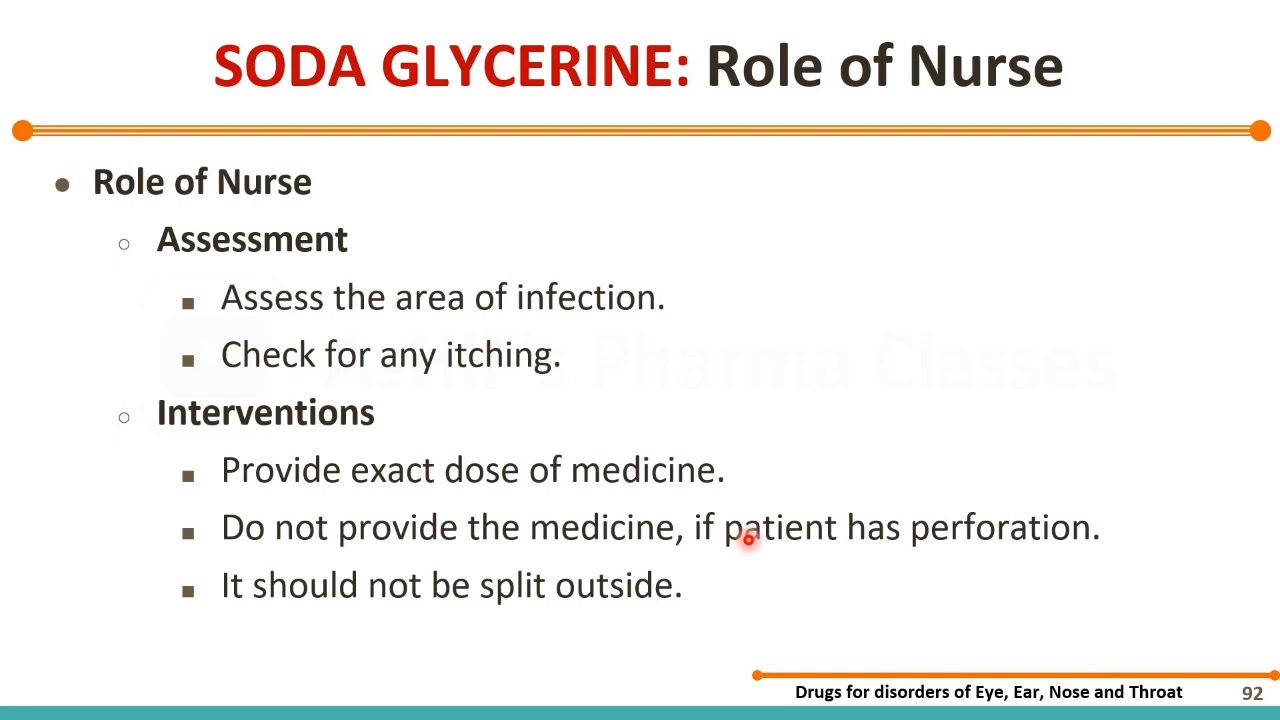 SODA GLYCERINE: Role of Nurse
● Role of Nurse
○ Assessment
■ Assess the area of infection.
■ Check for any itching.
○ Interventions
■ Provide exact dose of medicine.
■ Do not provide the medicine, if patient has perforation.
■ It should not be split outside.
Drugs for disorders of Eye, Ear, Nose and Throat 92